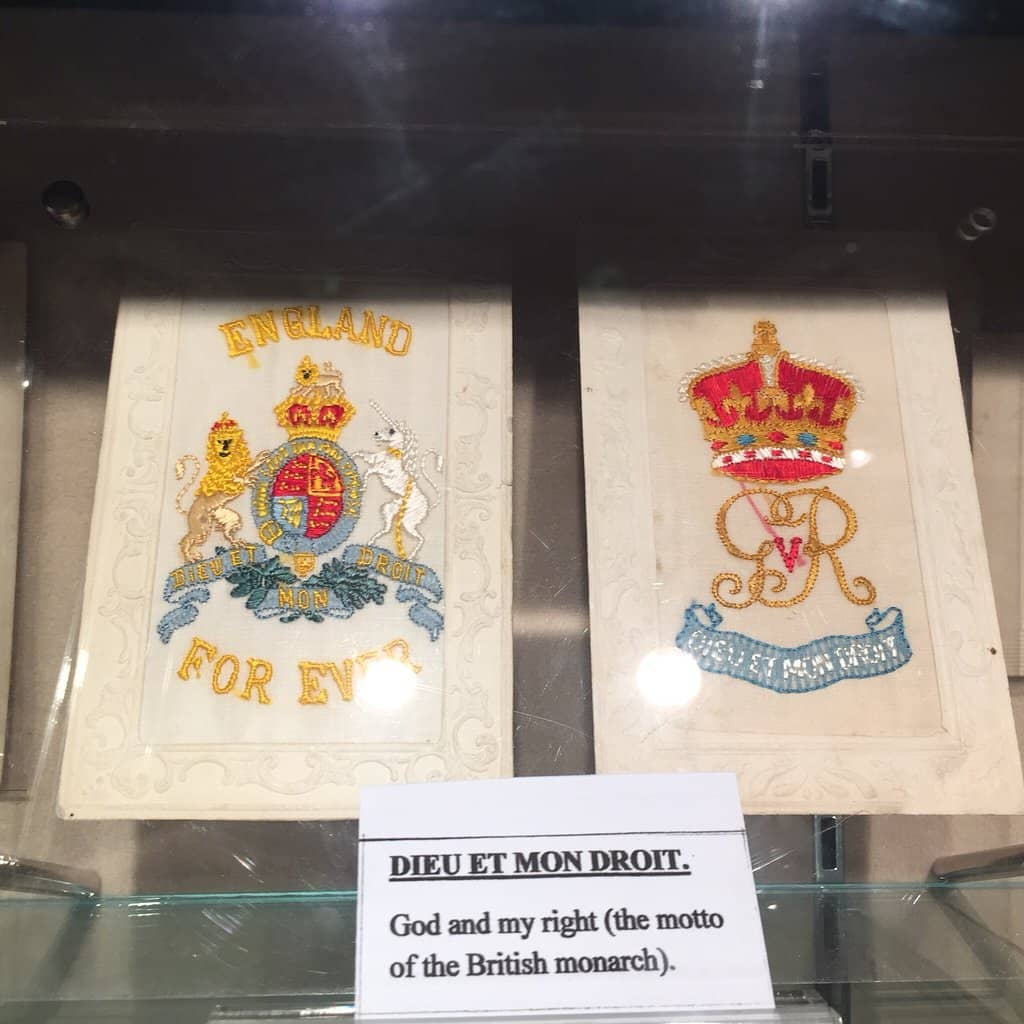 ENGLAND
DIEU ET
MON
DROIT
FOR EVER
GR
V
DIEU ET MON DROIT
DIEU ET MON DROIT.
God and my right (the motto
of the British monarch).